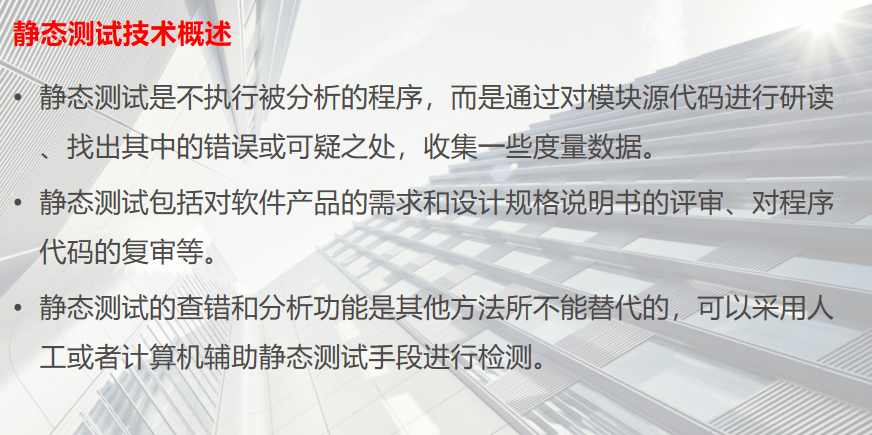 静态测试技术概述
• 静态测试是不执行被分析的程序，而是通过对模块源代码进行研读
、找出其中的错误或可疑之处，收集一些度量数据。
• 静态测试包括对软件产品的需求和设计规格说明书的评审、对程序
代码的复审等。
• 静态测试的查错和分析功能是其他方法所不能替代的，可以采用人
工或者计算机辅助静态测试手段进行检测。